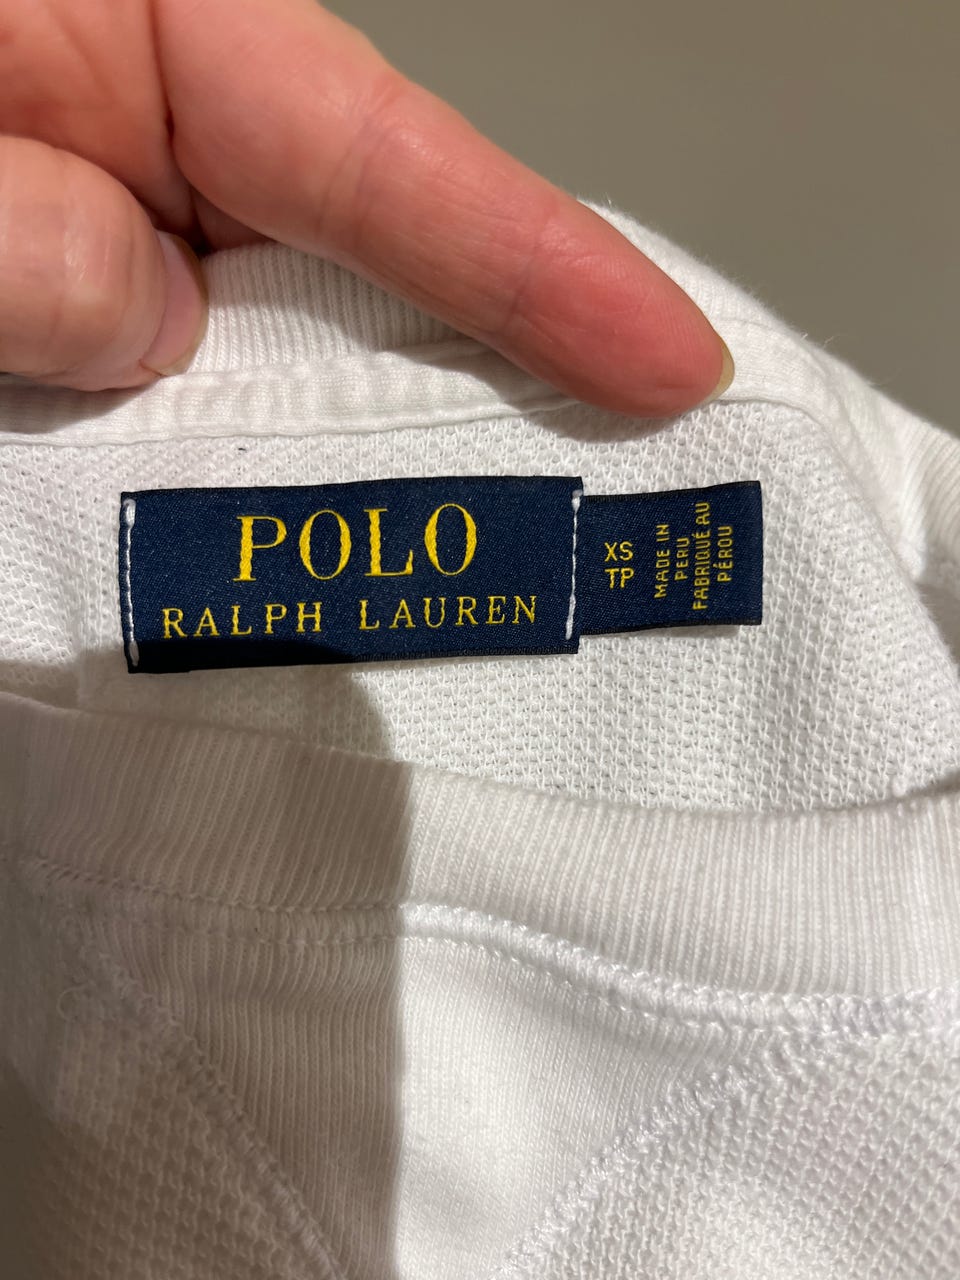 POLO
RALPH LAUREN
XS
TP
MADE IN
PERU
FABRIQUÉ AU
PÉROU